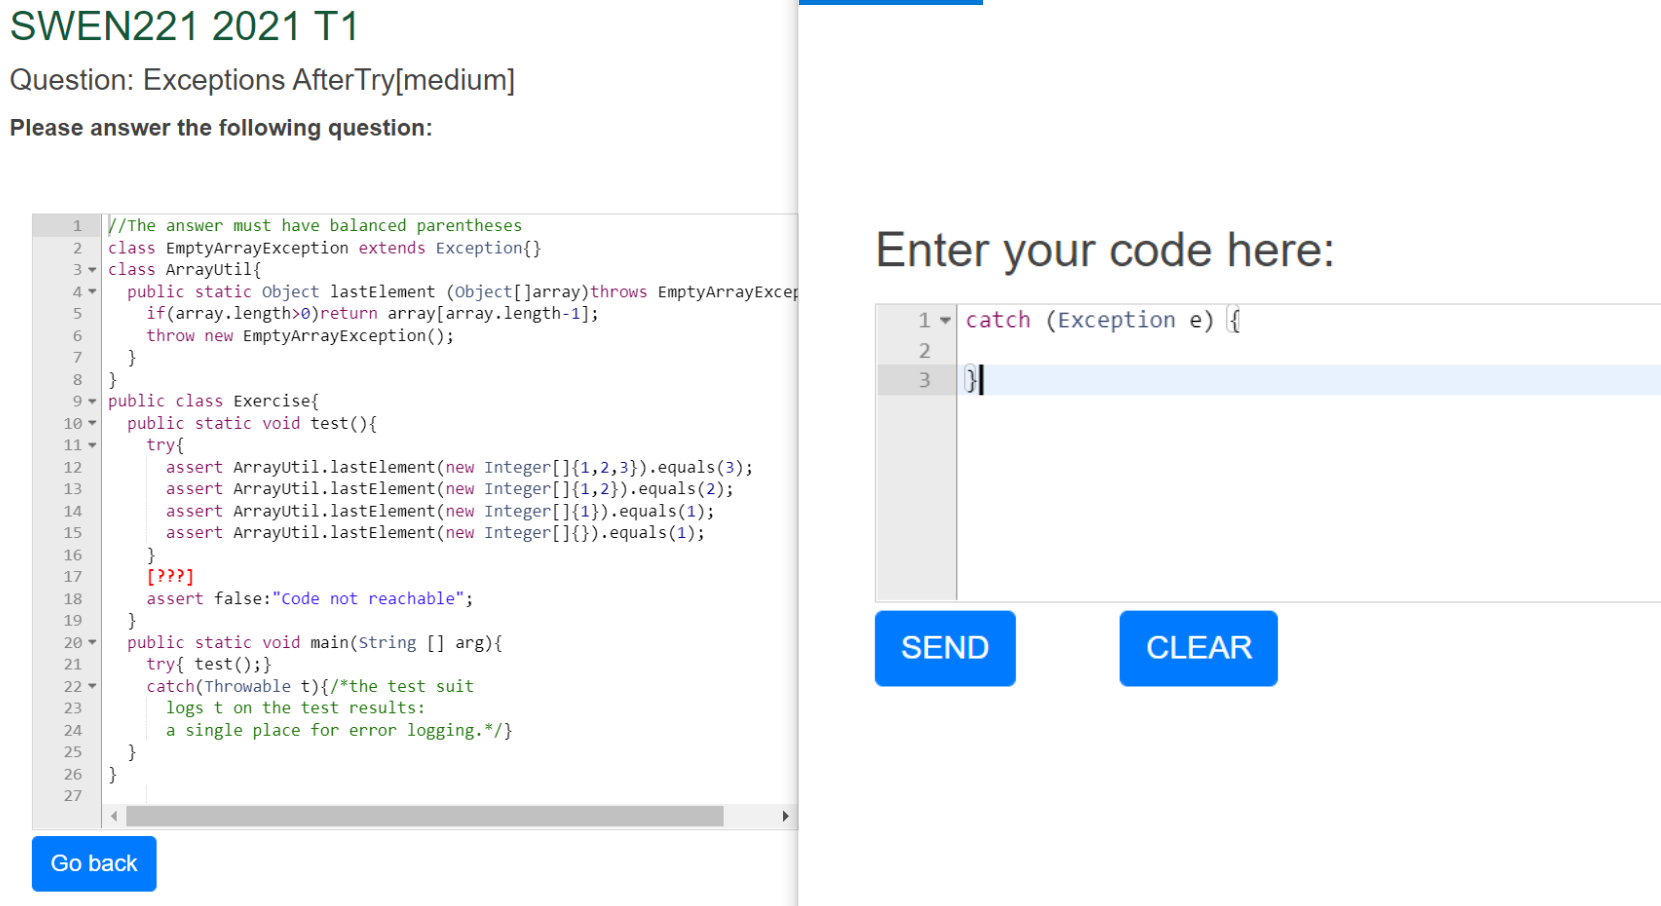 SWEN221 2021 T1
Question: Exceptions AfterTry[medium]
Please answer the following question:
1 //The answer must have balanced parentheses
2 class EmptyArrayException extends Exception{}
3 class ArrayUtil{
4 public static Object lastElement (Object[]array)throws EmptyArrayExcep
5 if(array.length>0)return array[array.length-1];
6 throw new EmptyArrayException();
7 }
8 }
9 public class Exercise{
10 public static void test(){
11 try{
12 assert ArrayUtil.lastElement(new Integer[]{1,2,3}).equals(3);
13 assert ArrayUtil.lastElement(new Integer[]{1,2}).equals(2);
14 assert ArrayUtil.lastElement(new Integer[]{1}).equals(1);
15 assert ArrayUtil.lastElement(new Integer[]{}).equals(1);
16 }
17 [???]
18 assert false:"Code not reachable";
19 }
20 public static void main(String [] arg){
21 try{ test();}
22 catch(Throwable t){/*the test suit
23 logs t on the test results:
24 a single place for error logging.*/}
25 }
26 }
27
Go back
Enter your code here:
1 catch (Exception e) {
2
3 }
SEND CLEAR